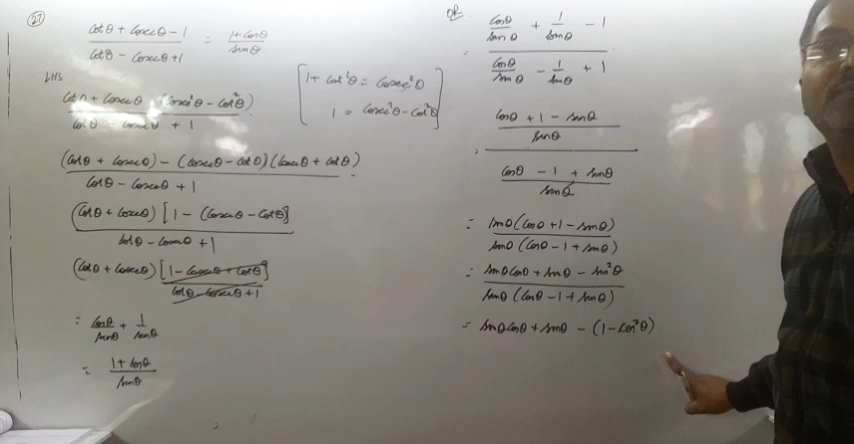 (27)
cotθ + cosecθ - 1 / cotθ - cosecθ + 1 = 1 + cosθ / sinθ
LHS
cotθ + cosecθ - (cosec²θ - cot²θ) / cotθ - cosecθ + 1
[1 + cot²θ = cosec²θ
1 = cosec²θ - cot²θ]
(cotθ + cosecθ) - (cosecθ - cotθ)(cosecθ + cotθ) / cotθ - cosecθ + 1
(cotθ + cosecθ) [1 - (cosecθ - cotθ)] / cotθ - cosecθ + 1
(cotθ + cosecθ) [1 - cosecθ + cotθ] / cotθ - cosecθ + 1
: cosθ / sinθ + 1 / sinθ
= 1 + cosθ / sinθ
OR
= cosθ / sinθ + 1 / sinθ - 1 / cosθ / sinθ - 1 / sinθ + 1
= cosθ + 1 - sinθ / sinθ / cosθ - 1 + sinθ / sinθ
= sinθ (cosθ + 1 - sinθ) / sinθ (cosθ - 1 + sinθ)
= sinθ cosθ + sinθ - sin²θ / sinθ (cosθ - 1 + sinθ)
= sinθ cosθ + sinθ - (1 - cos²θ)